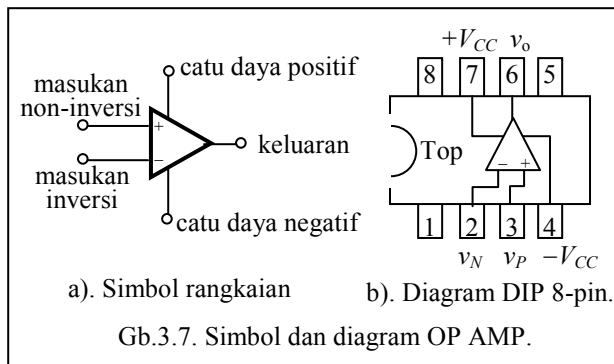 catu daya positif
masukan
non-inversi
+
−
keluaran
masukan
inversi
catu daya negatif
a). Simbol rangkaian
+VCC vo
8 7 6 5
Top
− +
1 2 3 4
vN vP −VCC
b). Diagram DIP 8-pin.
Gb.3.7. Simbol dan diagram OP AMP.